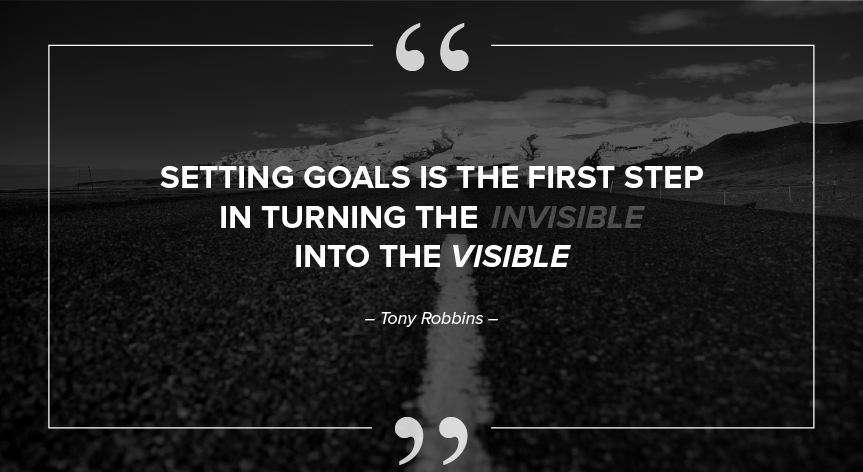 “
SETTING GOALS IS THE FIRST STEP
IN TURNING THE INVISIBLE
INTO THE VISIBLE
– Tony Robbins –
”